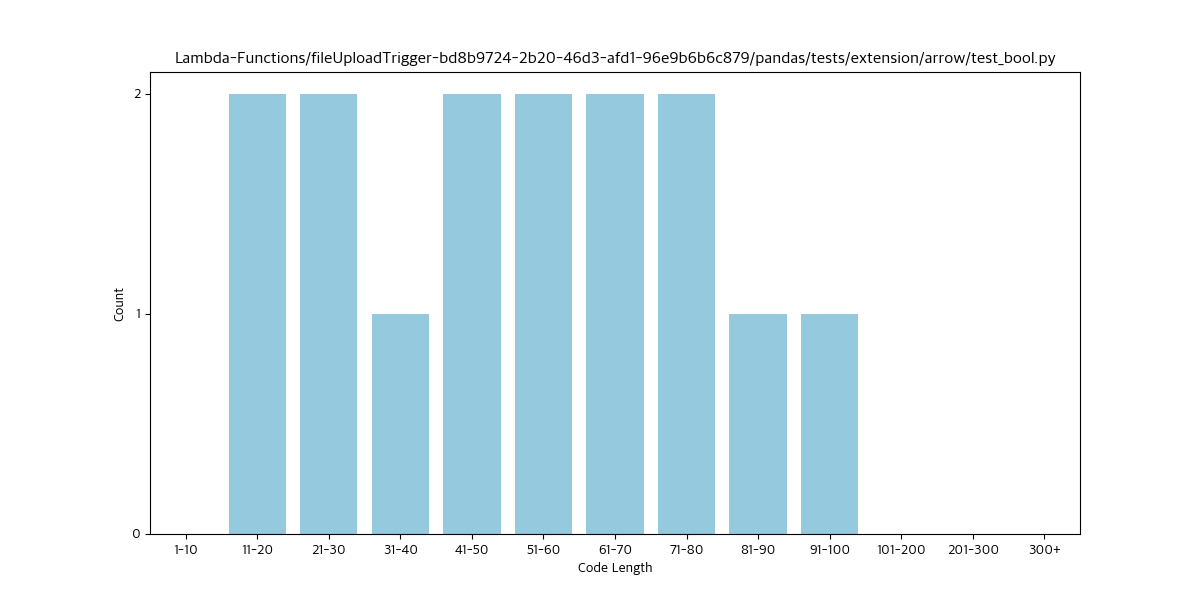 Lambda-Functions/fileUploadTrigger-bd8b9724-2b20-46d3-afd1-96e9b6b6c879/pandas/tests/extension/arrow/test_bool.py
2
1
0
Count
1-10 11-20 21-30 31-40 41-50 51-60 61-70 71-80 81-90 91-100 101-200 201-300 300+
Code Length